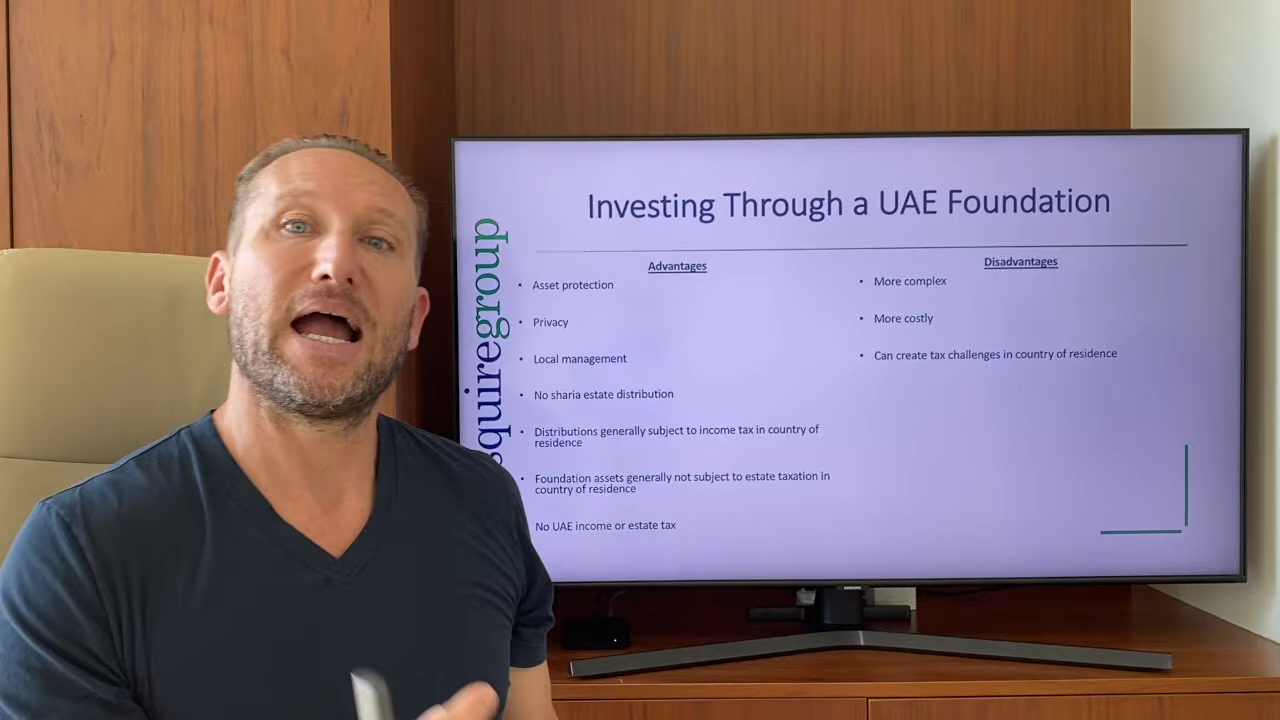 Investing Through a UAE Foundation
Advantages
• Asset protection
• Privacy
• Local management
• No sharia estate distribution
• Distributions generally subject to income tax in country of
residence
• Foundation assets generally not subject to estate taxation in
country of residence
No UAE income or estate tax
Disadvantages
• More complex
• More costly
• Can create tax challenges in country of residence
quiregroup
SAMSUNG